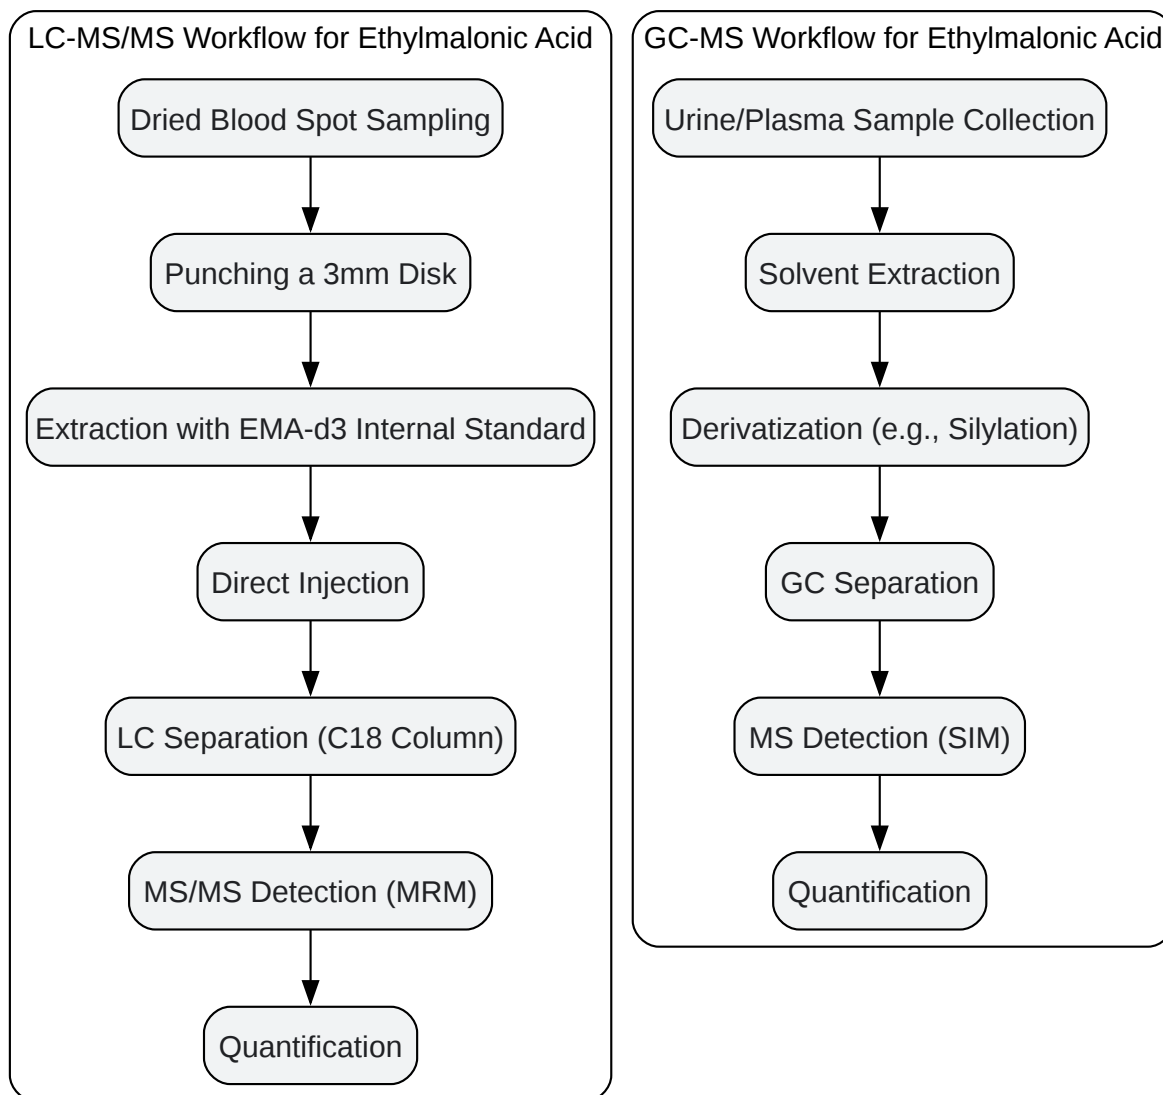 LC-MS/MS Workflow for Ethylmalonic Acid
Dried Blood Spot Sampling
Punching a 3mm Disk
Extraction with EMA-d3 Internal Standard
Direct Injection
LC Separation (C18 Column)
MS/MS Detection (MRM)
Quantification
GC-MS Workflow for Ethylmalonic Acid
Urine/Plasma Sample Collection
Solvent Extraction
Derivatization (e.g., Silylation)
GC Separation
MS Detection (SIM)
Quantification